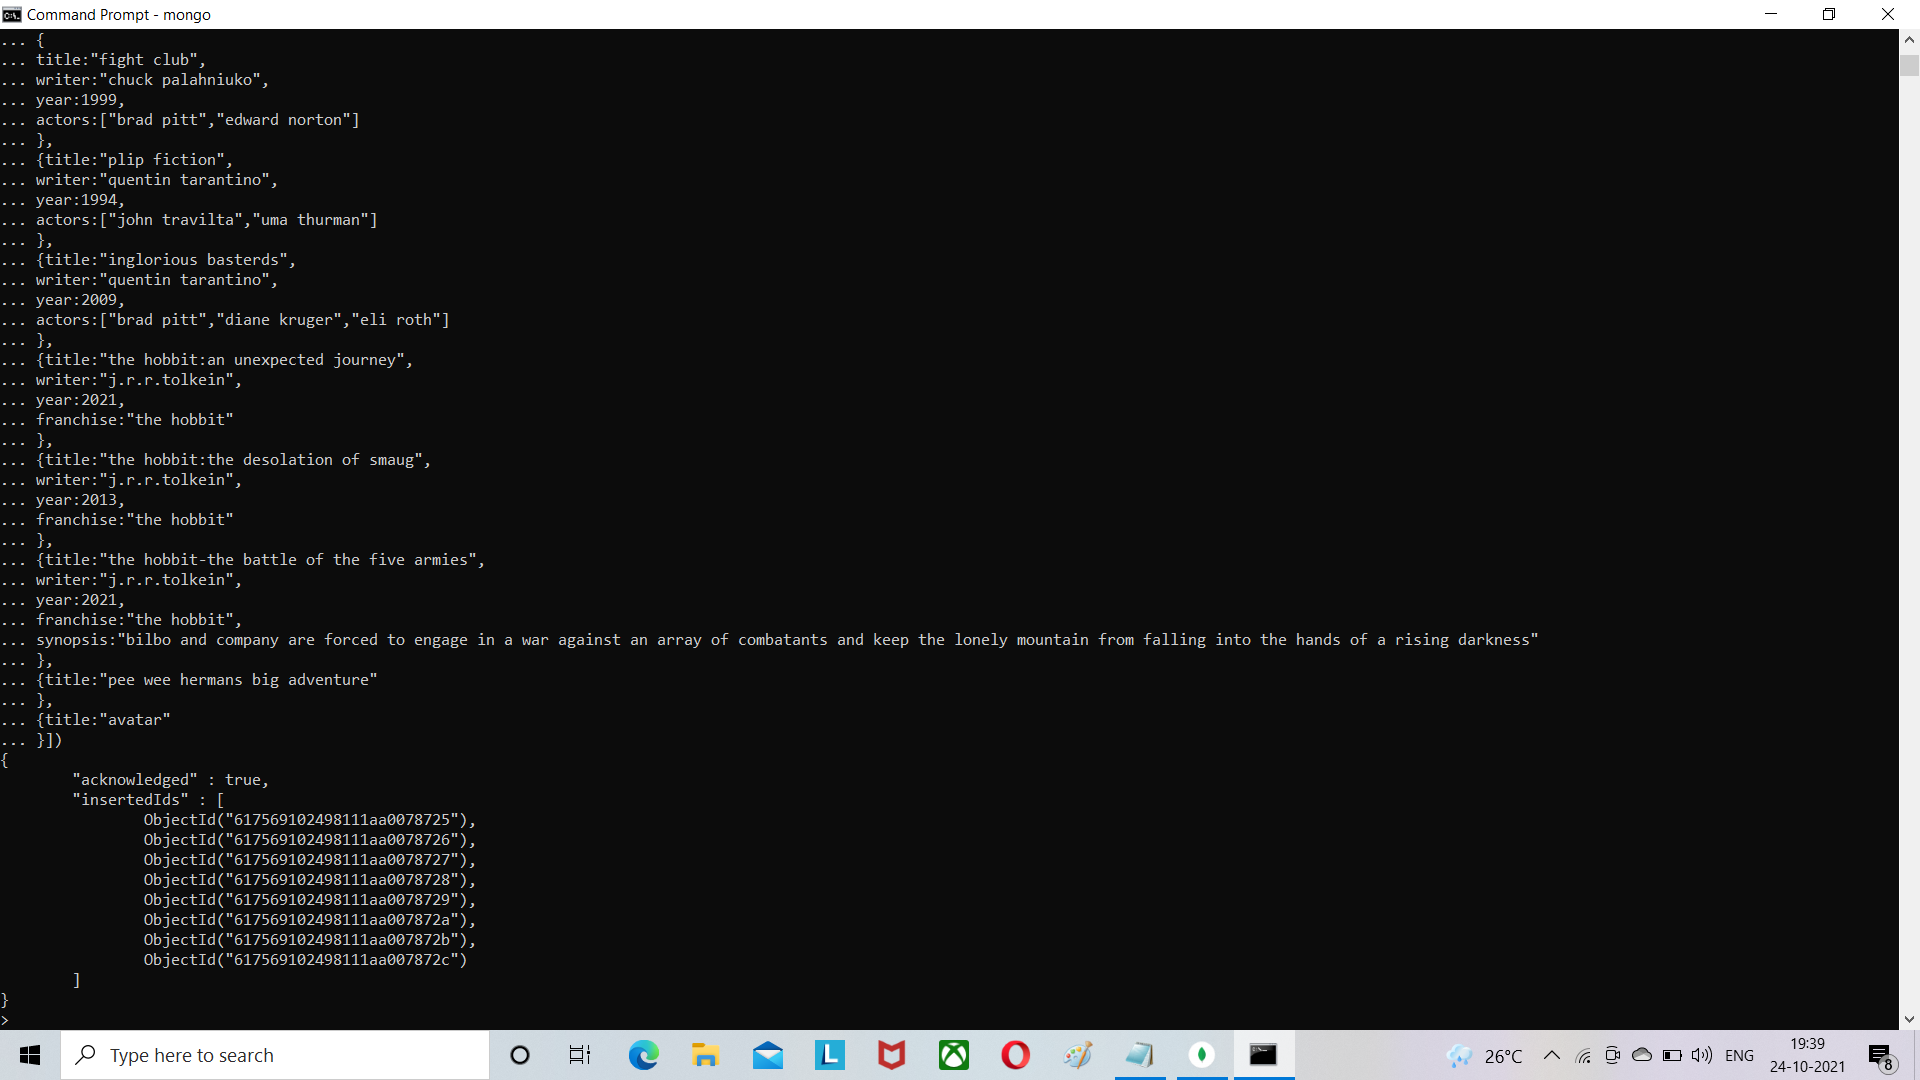 Command Prompt - mongo
... {
... title:"fight club",
... writer:"chuck palahniuko",
... year:1999,
... actors:["brad pitt","edward norton"]
... },
... {title:"plip fiction",
... writer:"quentin tarantino",
... year:1994,
... actors:["john travilta","uma thurman"]
... },
... {title:"inglorious basterds",
... writer:"quentin tarantino",
... year:2009,
... actors:["brad pitt","diane kruger","eli roth"]
... },
... {title:"the hobbit:an unexpected journey",
... writer:"j.r.r.tolkein",
... year:2021,
... franchise:"the hobbit"
... },
... {title:"the hobbit:the desolation of smaug",
... writer:"j.r.r.tolkein",
... year:2013,
... franchise:"the hobbit"
... },
... {title:"the hobbit-the battle of the five armies",
... writer:"j.r.r.tolkein",
... year:2021,
... franchise:"the hobbit",
... synopsis:"bilbo and company are forced to engage in a war against an array of combatants and keep the lonely mountain from falling into the hands of a rising darkness"
... },
... {title:"pee wee hermans big adventure"
... },
... {title:"avatar"
... }])
{
"acknowledged" : true,
"insertedIds" : [
ObjectId("617569102498111aa0078725"),
ObjectId("617569102498111aa0078726"),
ObjectId("617569102498111aa0078727"),
ObjectId("617569102498111aa0078728"),
ObjectId("617569102498111aa0078729"),
ObjectId("617569102498111aa007872a"),
ObjectId("617569102498111aa007872b"),
ObjectId("617569102498111aa007872c")
]
}
>
Type here to search
L
26°C
ENG
19:39
24-10-2021
8